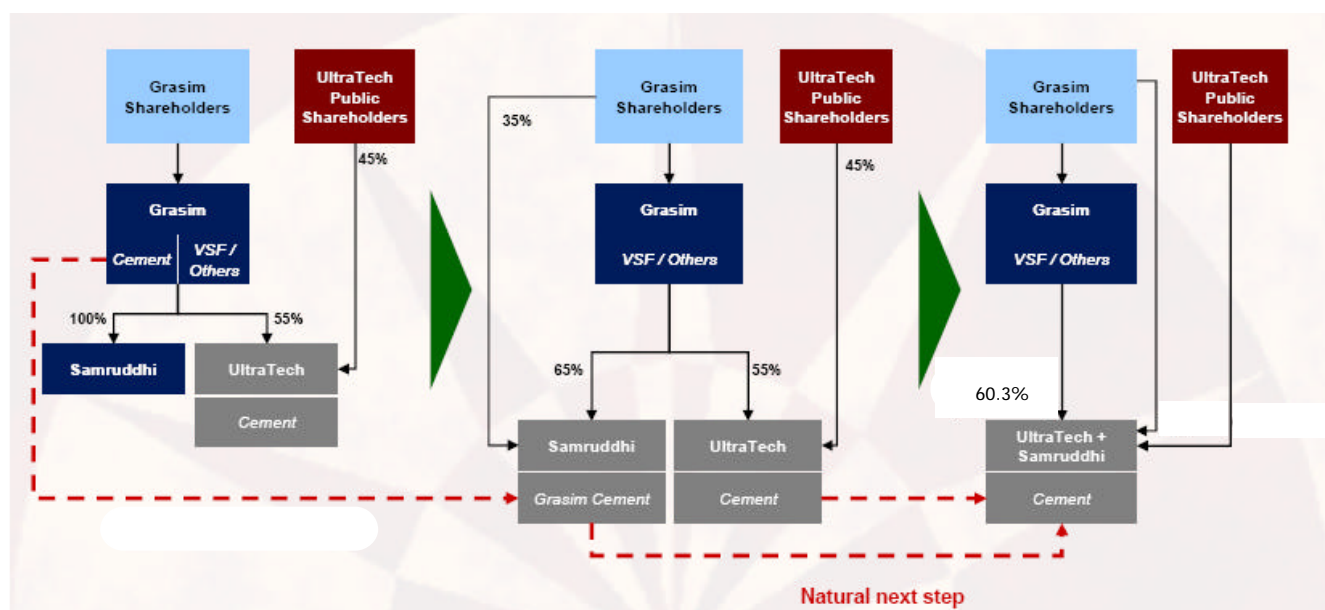 Grasim
Shareholders
UltraTech
Public
Shareholders
45%
Grasim
Cement
VSF /
Others
100%
55%
Samruddhi
UltraTech
Cement
Grasim
Shareholders
UltraTech
Public
Shareholders
35%
45%
Grasim
VSF / Others
65%
55%
Samruddhi
UltraTech
Grasim Cement
Cement
Grasim
Shareholders
UltraTech
Public
Shareholders
Grasim
VSF / Others
60.3%
UltraTech +
Samruddhi
Cement
Natural next step